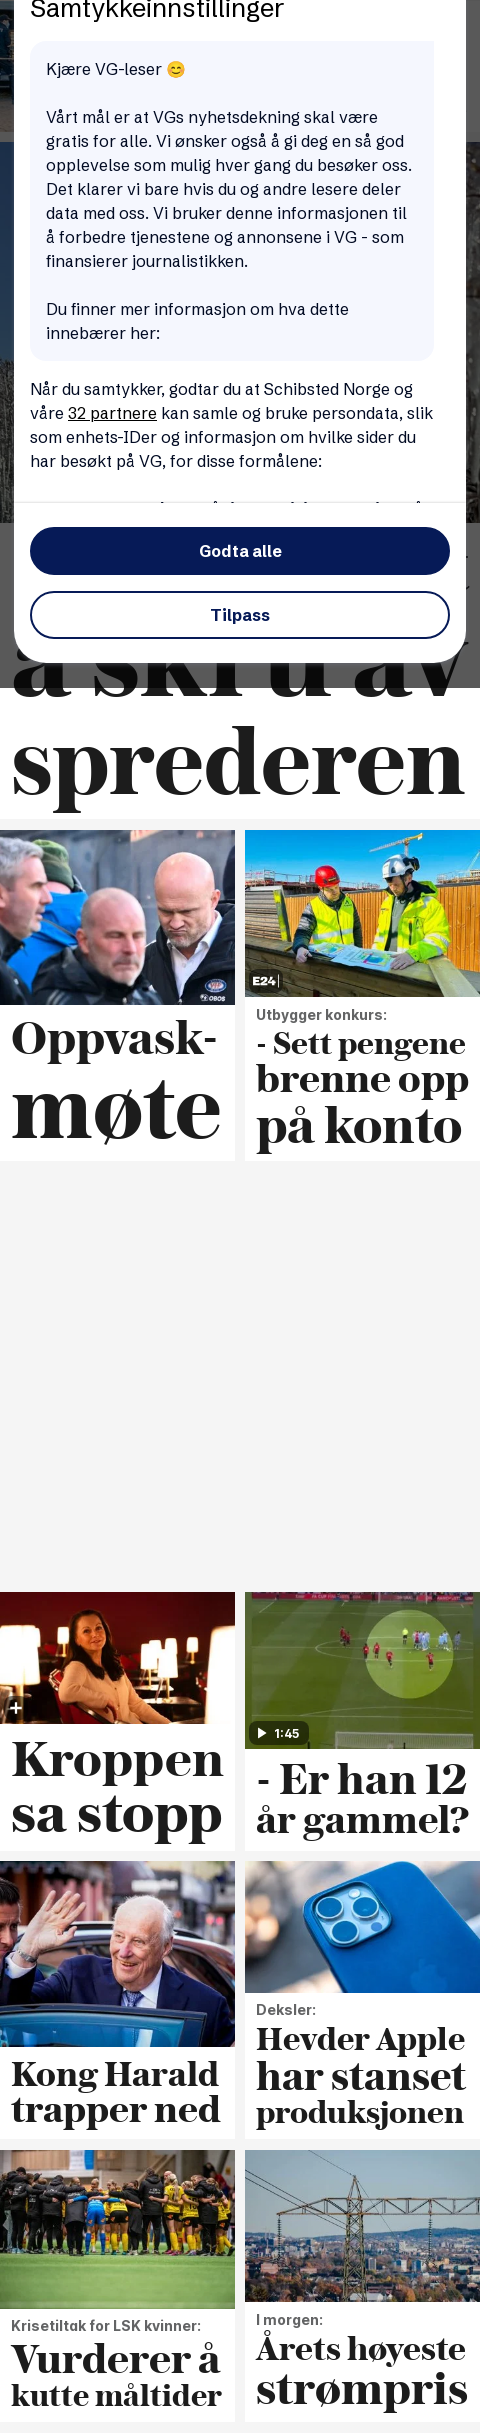 Samtykkeinnstillinger
Kjære VG-leser 😊
Vårt mål er at VGs nyhetsdekning skal være
gratis for alle. Vi ønsker også å gi deg en så god
opplevelse som mulig hver gang du besøker oss.
Det klarer vi bare hvis du og andre lesere deler
data med oss. Vi bruker denne informasjonen til
å forbedre tjenestene og annonsene i VG - som
finansierer journalistikken.
Du finner mer informasjon om hva dette
innebærer her:
Når du samtykker, godtar du at Schibsted Norge og
våre 32 partnere kan samle og bruke persondata, slik
som enhets-IDer og informasjon om hvilke sider du
har besøkt på VG, for disse formålene:
Godta alle
Tilpass
å skru av
sprederen
OBOS
Oppvask-
møte
E24
Utbygger konkurs:
- Sett pengene
brenne opp
på konto
Kroppen
sa stopp
1:45
- Er han 12
år gammel?
Kong Harald
trapper ned
Deksler:
Hevder Apple
har stanset
produksjonen
Krisetiltak for LSK kvinner:
Vurderer å
kutte måltider
I morgen:
Årets høyeste
strømpris